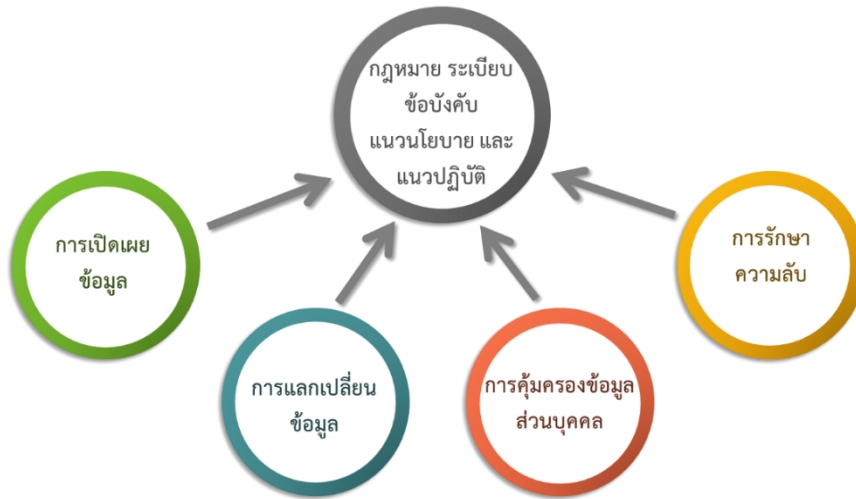 กฎหมาย ระเบียบ
ข้อบังคับ
แนวนโยบาย และ
แนวปฏิบัติ
การเปิดเผย
ข้อมูล
การแลกเปลี่ยน
ข้อมูล
การคุ้มครองข้อมูล
ส่วนบุคคล
การรักษา
ความลับ